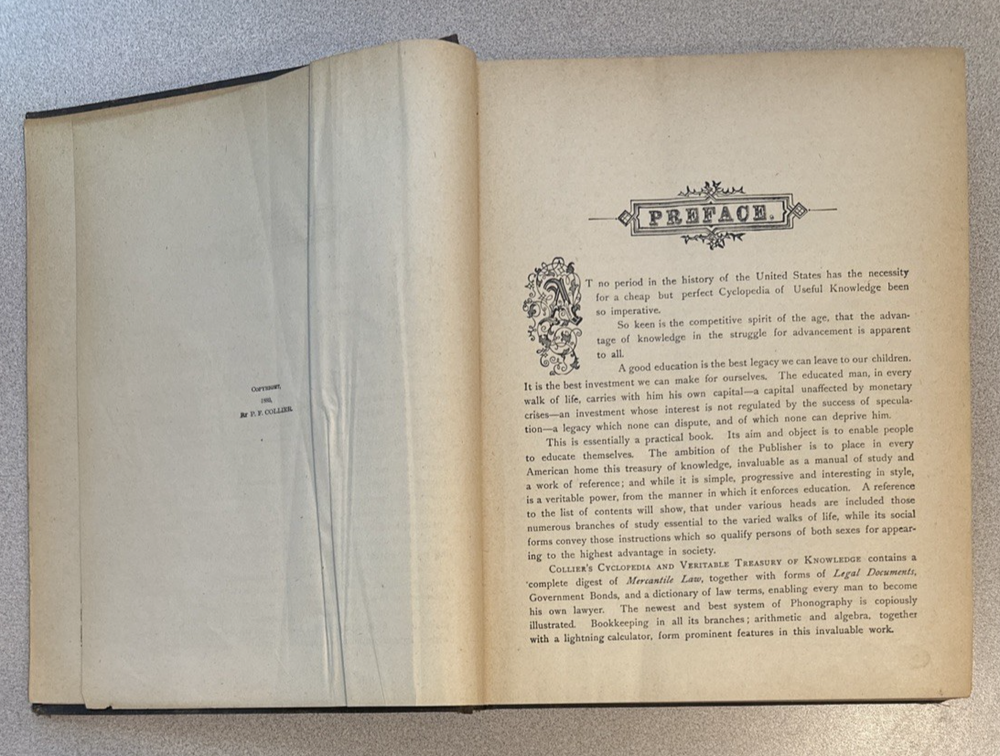 COPYRIGHT,
By P. F. COLLIER.
PREFACE.
AT no period in the history of the United States has the necessity
for a cheap but perfect Cyclopedia of Useful Knowledge been
so imperative.
So keen is the competitive spirit of the age, that the advan-
tage of knowledge in the struggle for advancement is apparent
to all.
A good education is the best legacy we can leave to our children.
It is the best investment we can make for ourselves. The educated man, in every
walk of life, carries with him his own capital—a capital unaffected by monetary
crises—an investment whose interest is not regulated by the success of specula-
tion—a legacy which none can dispute, and of which none can deprive him.
This is essentially a practical book. Its aim and object is to enable people
to educate themselves. The ambition of the Publisher is to place in every
American home this treasury of knowledge, invaluable as a manual of study and
a work of reference; and while it is simple, progressive and interesting in style,
is a veritable power, from the manner in which it enforces education. A reference
to the list of contents will show, that under various heads are included those
numerous branches of study essential to the varied walks of life, while its social
forms convey those instructions which so qualify persons of both sexes for appear-
ing to the highest advantage in society.
COLLIER'S CYCLOPEDIA AND VERITABLE TREASURY OF KNOWLEDGE contains a
complete digest of Mercantile Law, together with forms of Legal Documents,
Government Bonds, and a dictionary of law terms, enabling every man to become
his own lawyer. The newest and best system of Phonography is copiously
illustrated. Bookkeeping in all its branches; arithmetic and algebra, together
with a lightning calculator, form prominent features in this invaluable work.